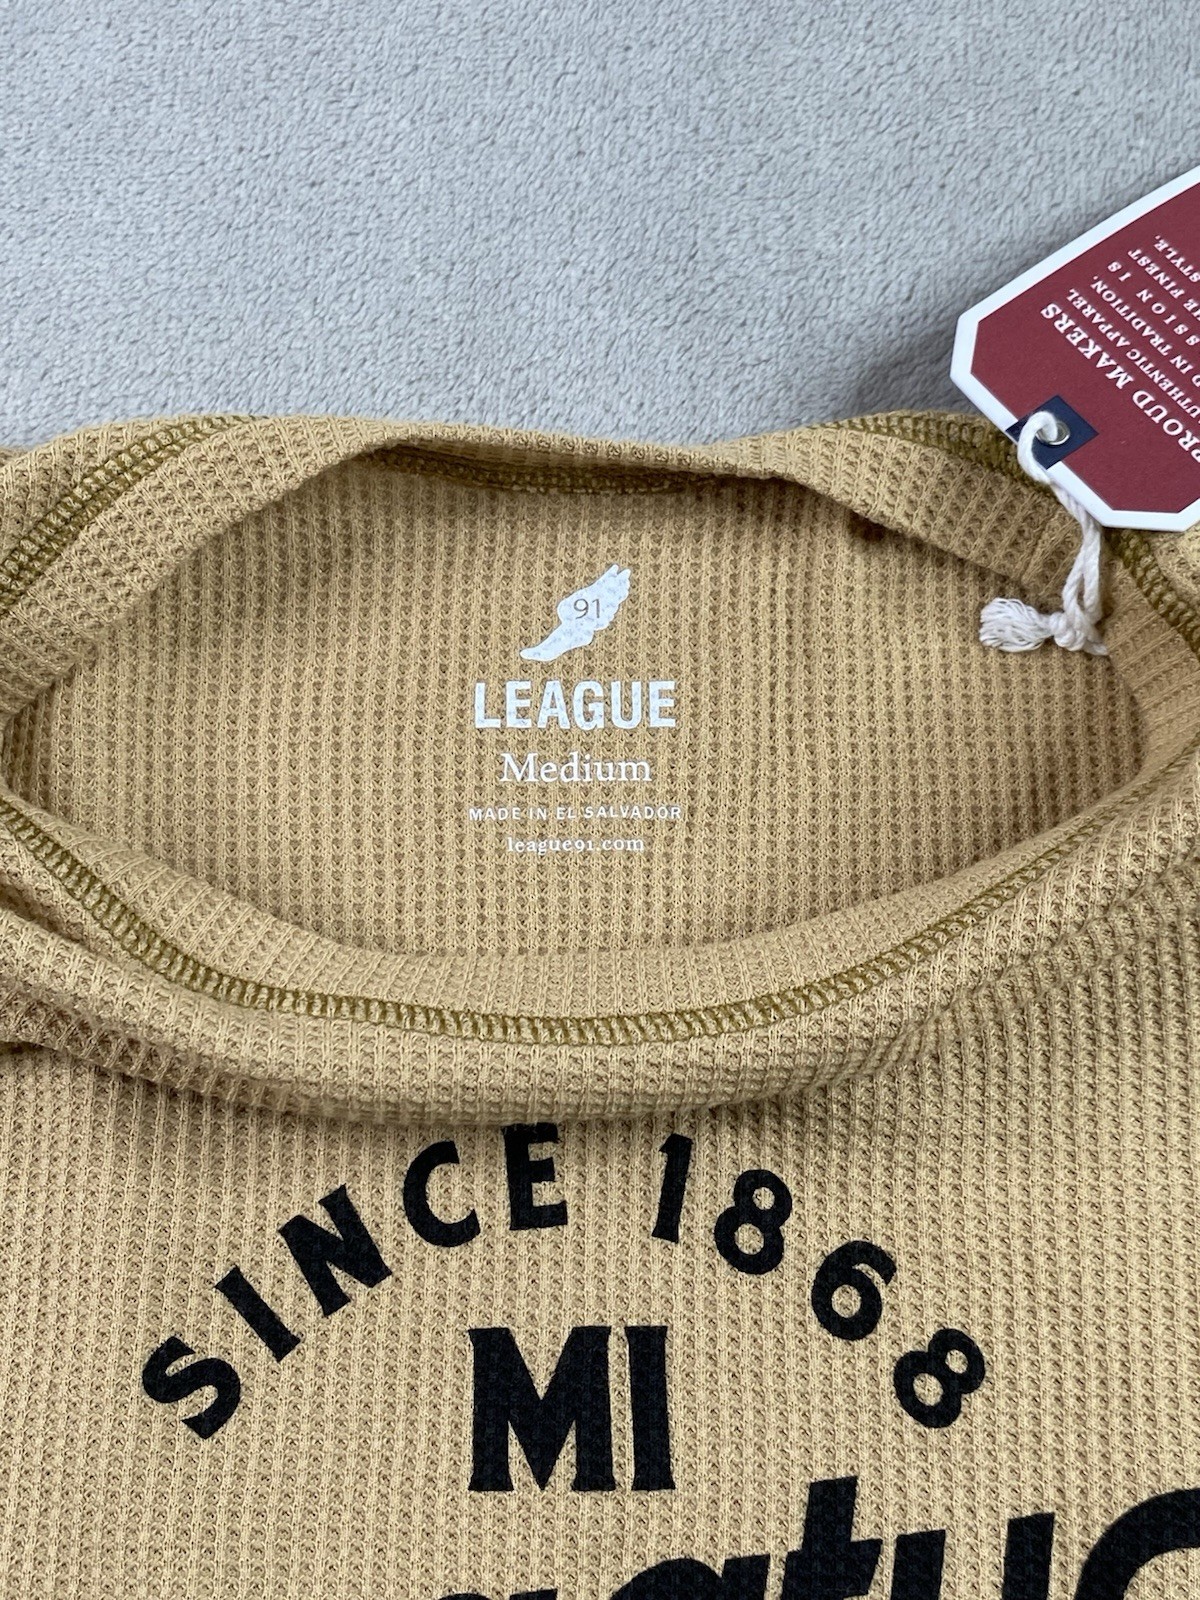 PROUD MAKERS
AUTHENTIC APPAREL
IN TRADITION.
IS
FINEST
STYLE.
91
LEAGUE
Medium
MADE IN EL SALVADOR
league91.com
SINCE 1868
MI